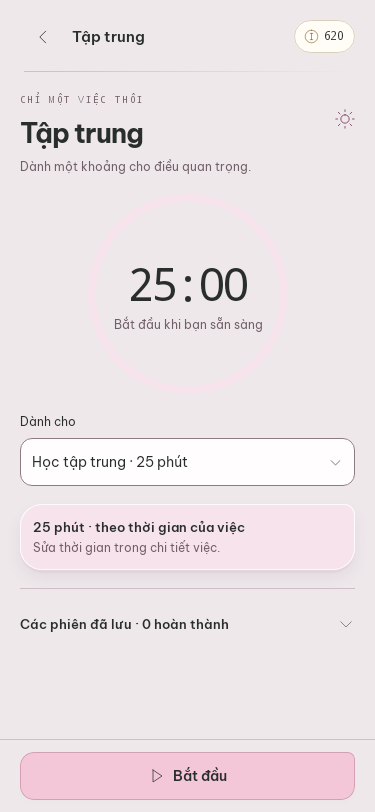 Tập trung
620
CHỈ MỘT VIỆC THÔI
Tập trung
Dành một khoảng cho điều quan trọng.
25:00
Bắt đầu khi bạn sẵn sàng
Dành cho
Học tập trung · 25 phút
25 phút · theo thời gian của việc
Sửa thời gian trong chi tiết việc.
Các phiên đã lưu · 0 hoàn thành
Bắt đầu